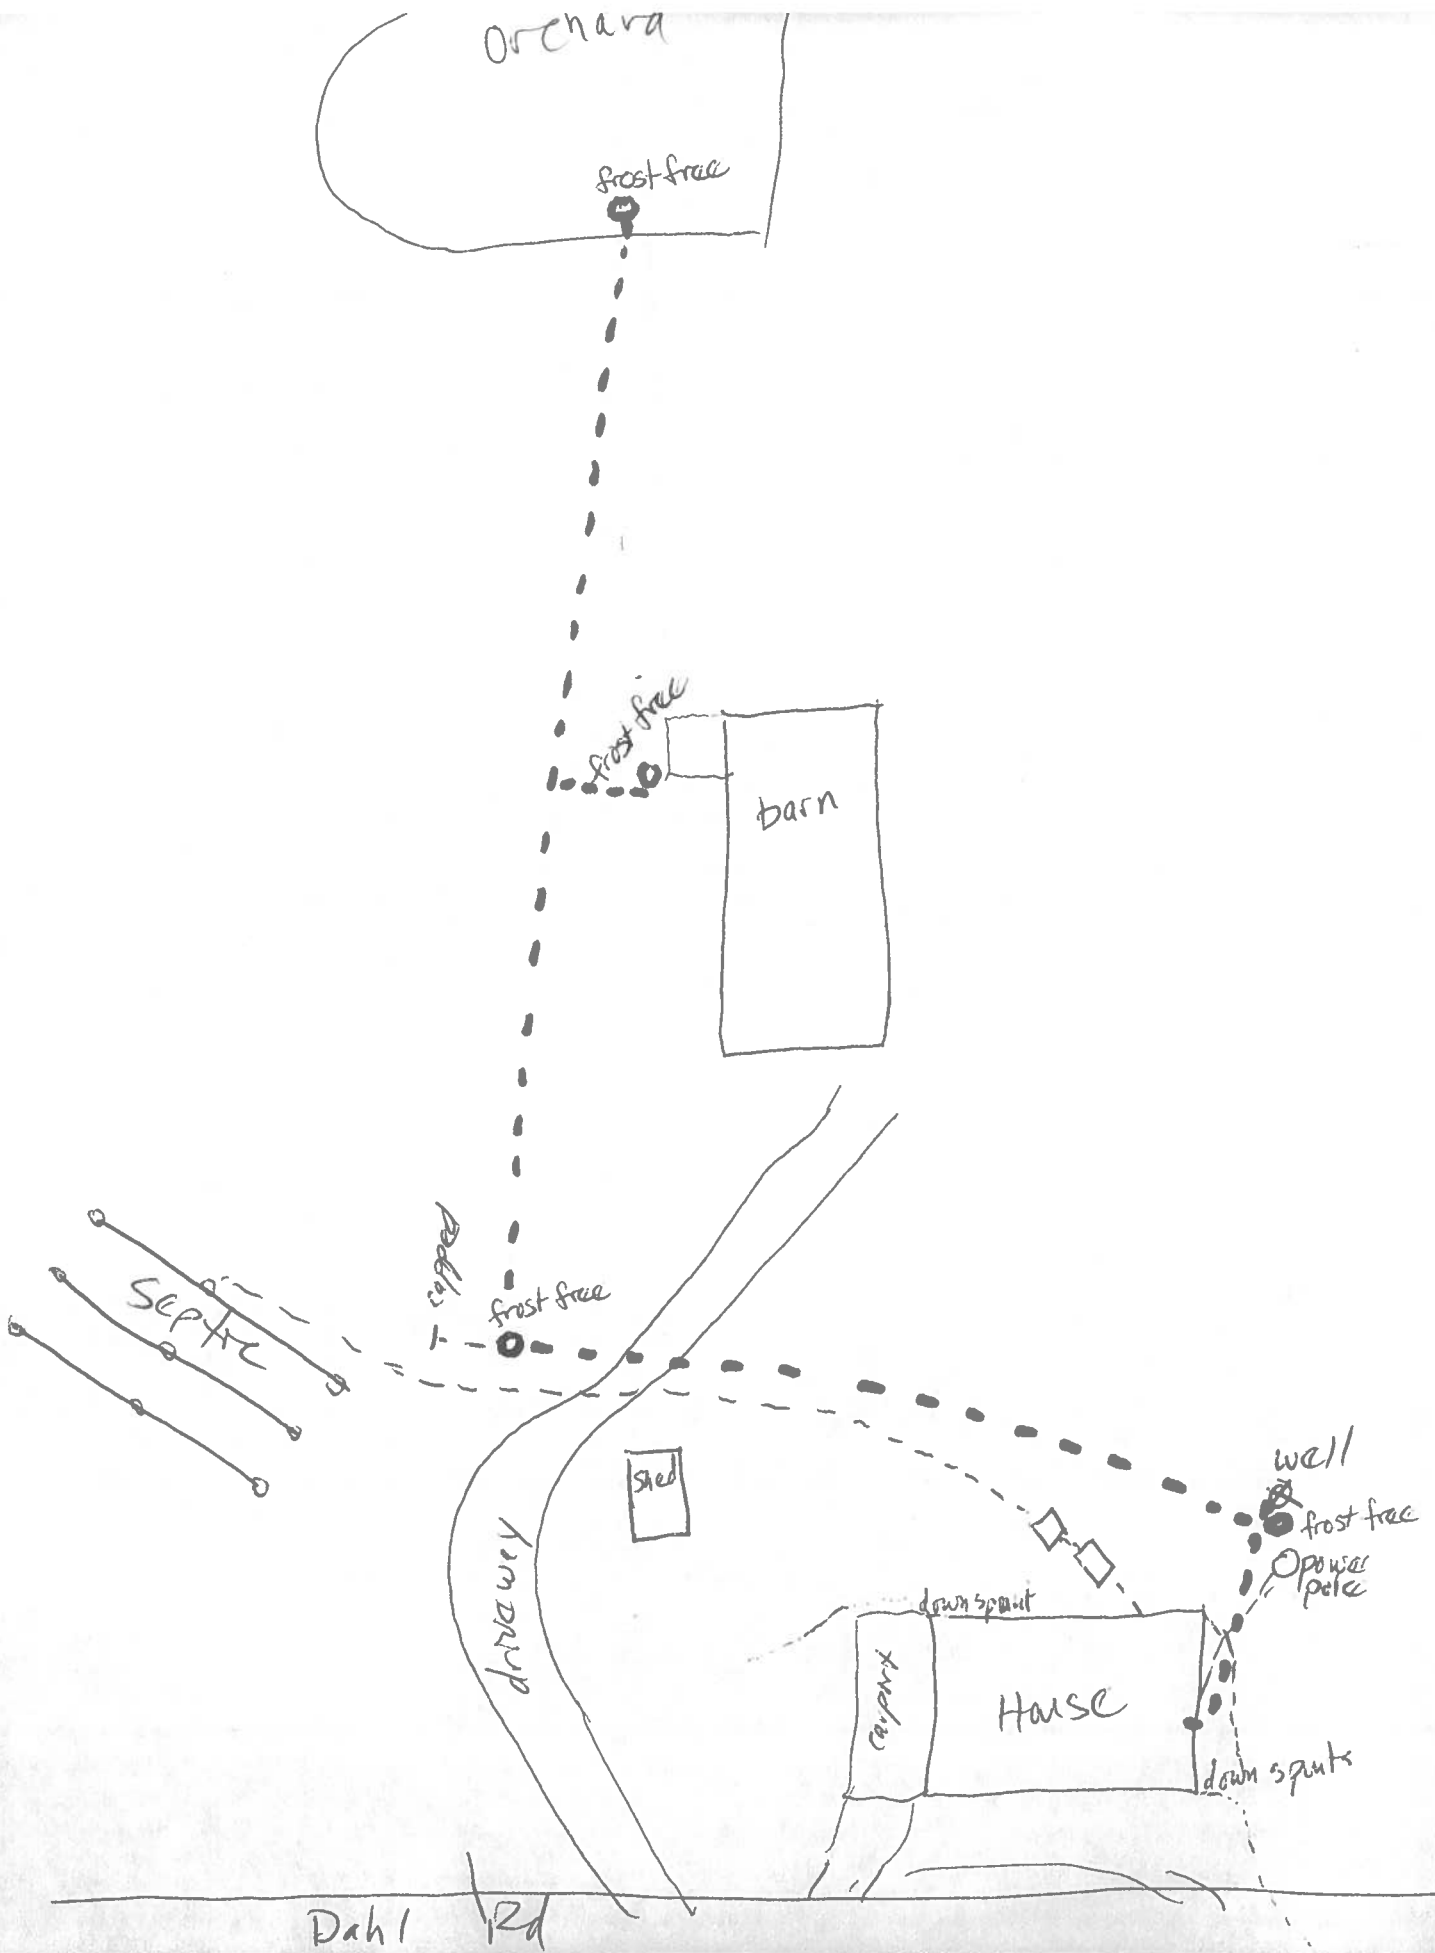 Orchard
frost free
frost free
barn
capped
frost free
Septic
well
frost free
shed
power
pole
driveway
down spout
carport
House
down spouts
Dahl Rd